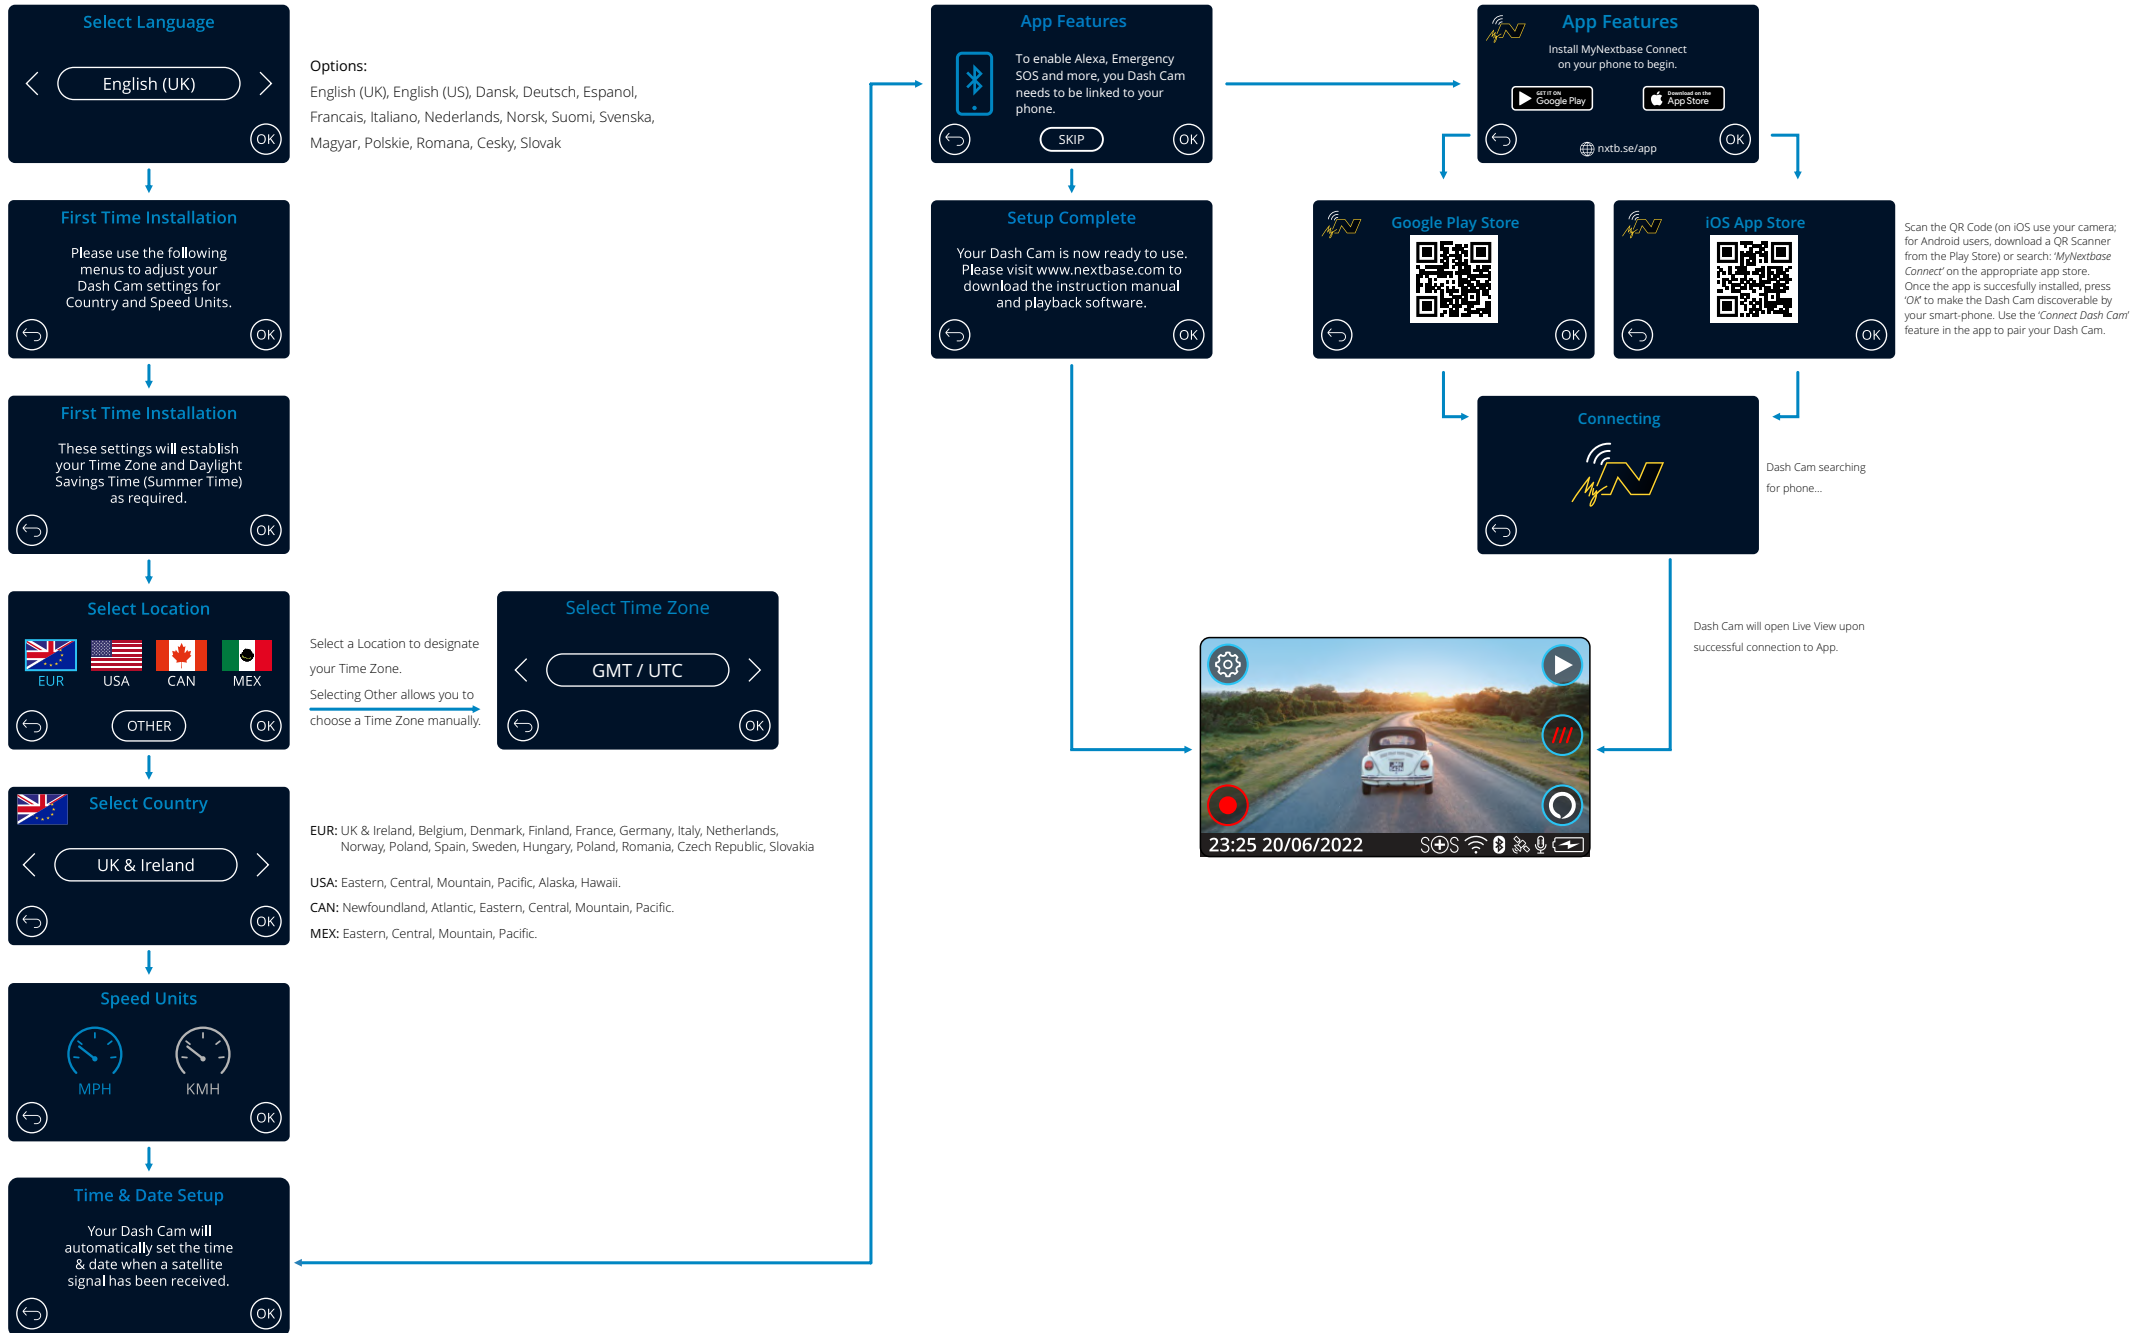 Select Language
English (UK)
OK
Options:
English (UK), English (US), Dansk, Deutsch, Espanol,
Francais, Italiano, Nederlands, Norsk, Suomi, Svenska,
Magyar, Polskie, Romana, Cesky, Slovak
First Time Installation
Please use the following
menus to adjust your
Dash Cam settings for
Country and Speed Units.
OK
First Time Installation
These settings will establish
your Time Zone and Daylight
Savings Time (Summer Time)
as required.
OK
Select Location
EUR USA CAN MEX
OTHER
OK
Select a Location to designate
your Time Zone.
Selecting Other allows you to
choose a Time Zone manually.
Select Time Zone
GMT / UTC
OK
Select Country
UK & Ireland
OK
EUR: UK & Ireland, Belgium, Denmark, Finland, France, Germany, Italy, Netherlands,
Norway, Poland, Spain, Sweden, Hungary, Poland, Romania, Czech Republic, Slovakia
USA: Eastern, Central, Mountain, Pacific, Alaska, Hawaii.
CAN: Newfoundland, Atlantic, Eastern, Central, Mountain, Pacific.
MEX: Eastern, Central, Mountain, Pacific.
Speed Units
MPH KMH
OK
Time & Date Setup
Your Dash Cam will
automatically set the time
& date when a satellite
signal has been received.
OK
App Features
To enable Alexa, Emergency
SOS and more, you Dash Cam
needs to be linked to your
phone.
SKIP
OK
Setup Complete
Your Dash Cam is now ready to use.
Please visit www.nextbase.com to
download the instruction manual
and playback software.
OK
My N
App Features
Install MyNextbase Connect
on your phone to begin.
GET IT ON
Google Play
Download on the
App Store
nxtb.se/app
OK
My N
Google Play Store
OK
My N
iOS App Store
OK
Scan the QR Code (on iOS use your camera;
for Android users, download a QR Scanner
from the Play Store) or search: ‘MyNextbase
Connect’ on the appropriate app store.
Once the app is succesfully installed, press
‘OK’ to make the Dash Cam discoverable by
your smart-phone. Use the ‘Connect Dash Cam’
feature in the app to pair your Dash Cam.
Connecting
My N
Dash Cam searching
for phone...
Dash Cam will open Live View upon
successful connection to App.
23:25 20/06/2022 SOS